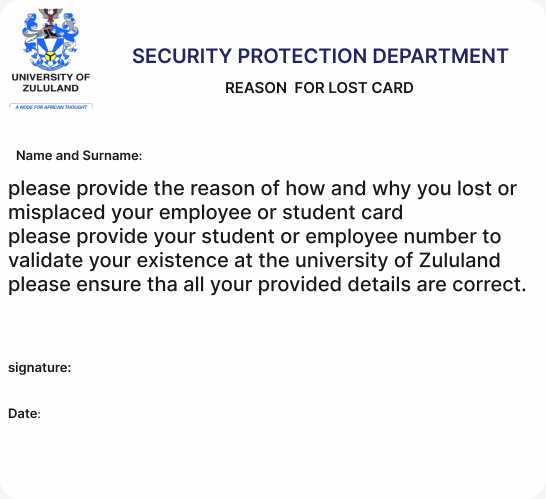 UNIVERSITY OF
ZULULAND
A NODE FOR AFRICAN THOUGHT
SECURITY PROTECTION DEPARTMENT
REASON FOR LOST CARD
Name and Surname:
please provide the reason of how and why you lost or
misplaced your employee or student card
please provide your student or employee number to
validate your existence at the university of Zululand
please ensure tha all your provided details are correct.
signature:
Date: